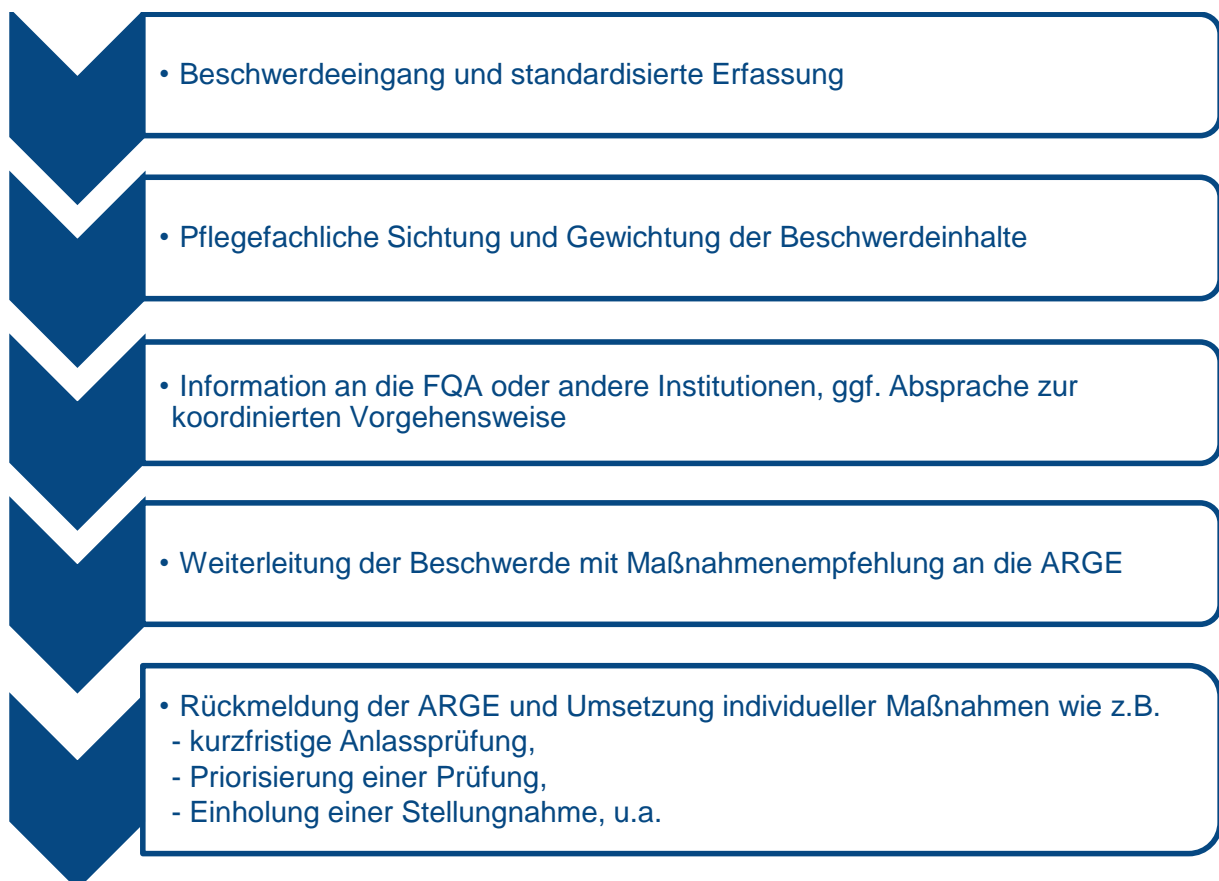 • Beschwerdeeingang und standardisierte Erfassung
• Pflegefachliche Sichtung und Gewichtung der Beschwerdeinhalte
• Information an die FQA oder andere Institutionen, ggf. Absprache zur
koordinierten Vorgehensweise
• Weiterleitung der Beschwerde mit Maßnahmenempfehlung an die ARGE
• Rückmeldung der ARGE und Umsetzung individueller Maßnahmen wie z.B.
- kurzfristige Anlassprüfung,
- Priorisierung einer Prüfung,
- Einholung einer Stellungnahme, u.a.